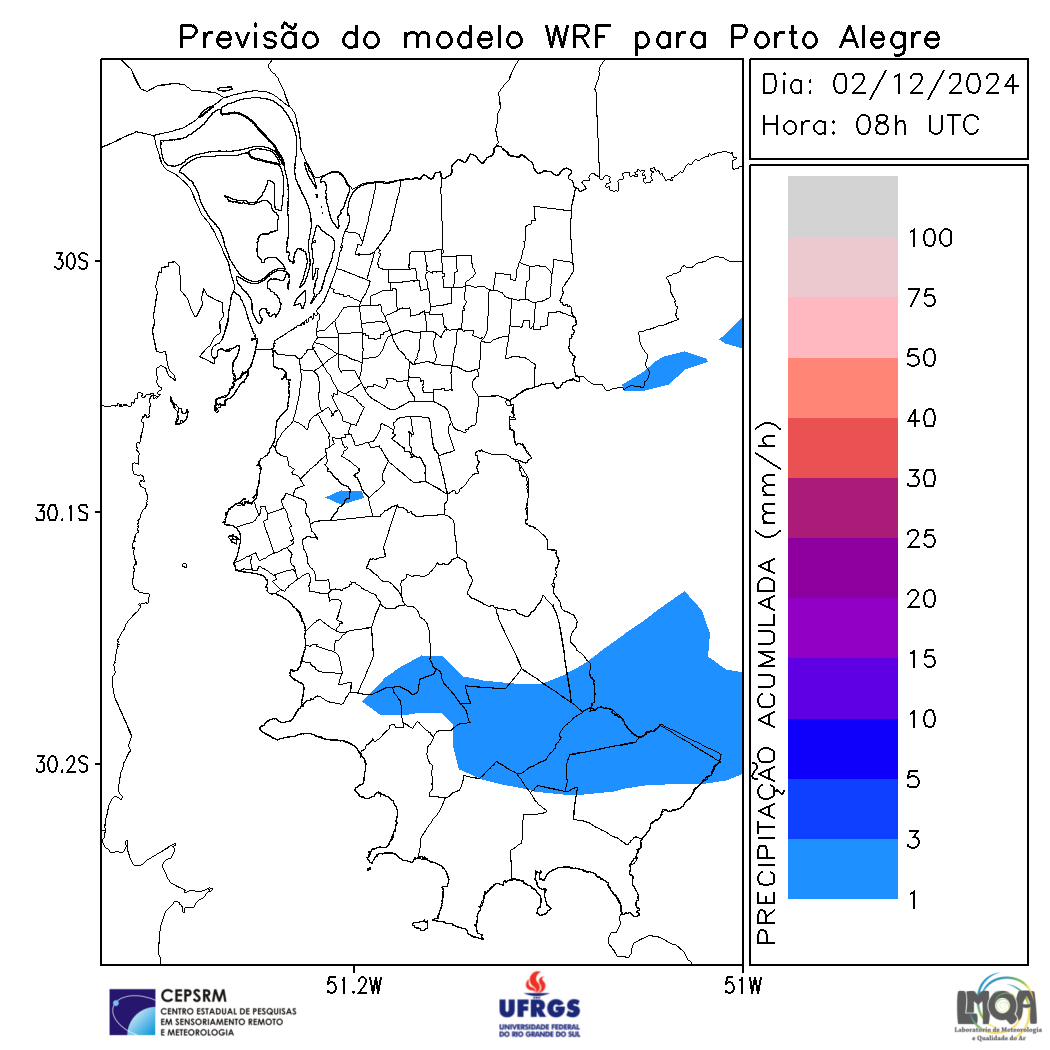 Previsão do modelo WRF para Porto Alegre
Dia: 02/12/2024
Hora: 08h UTC
30S
30.1S
30.2S
51.2W
51W
PRECIPITAÇÃO ACUMULADA (mm/h)
100
75
50
40
30
25
20
15
10
5
3
1
CEPSRM
CENTRO ESTADUAL DE PESQUISAS
EM SENSORIAMENTO REMOTO
E METEOROLOGIA
UFRGS
UNIVERSIDADE FEDERAL
DO RIO GRANDE DO SUL
LMQA
Laboratório de Meteorologia
e Qualidade do Ar